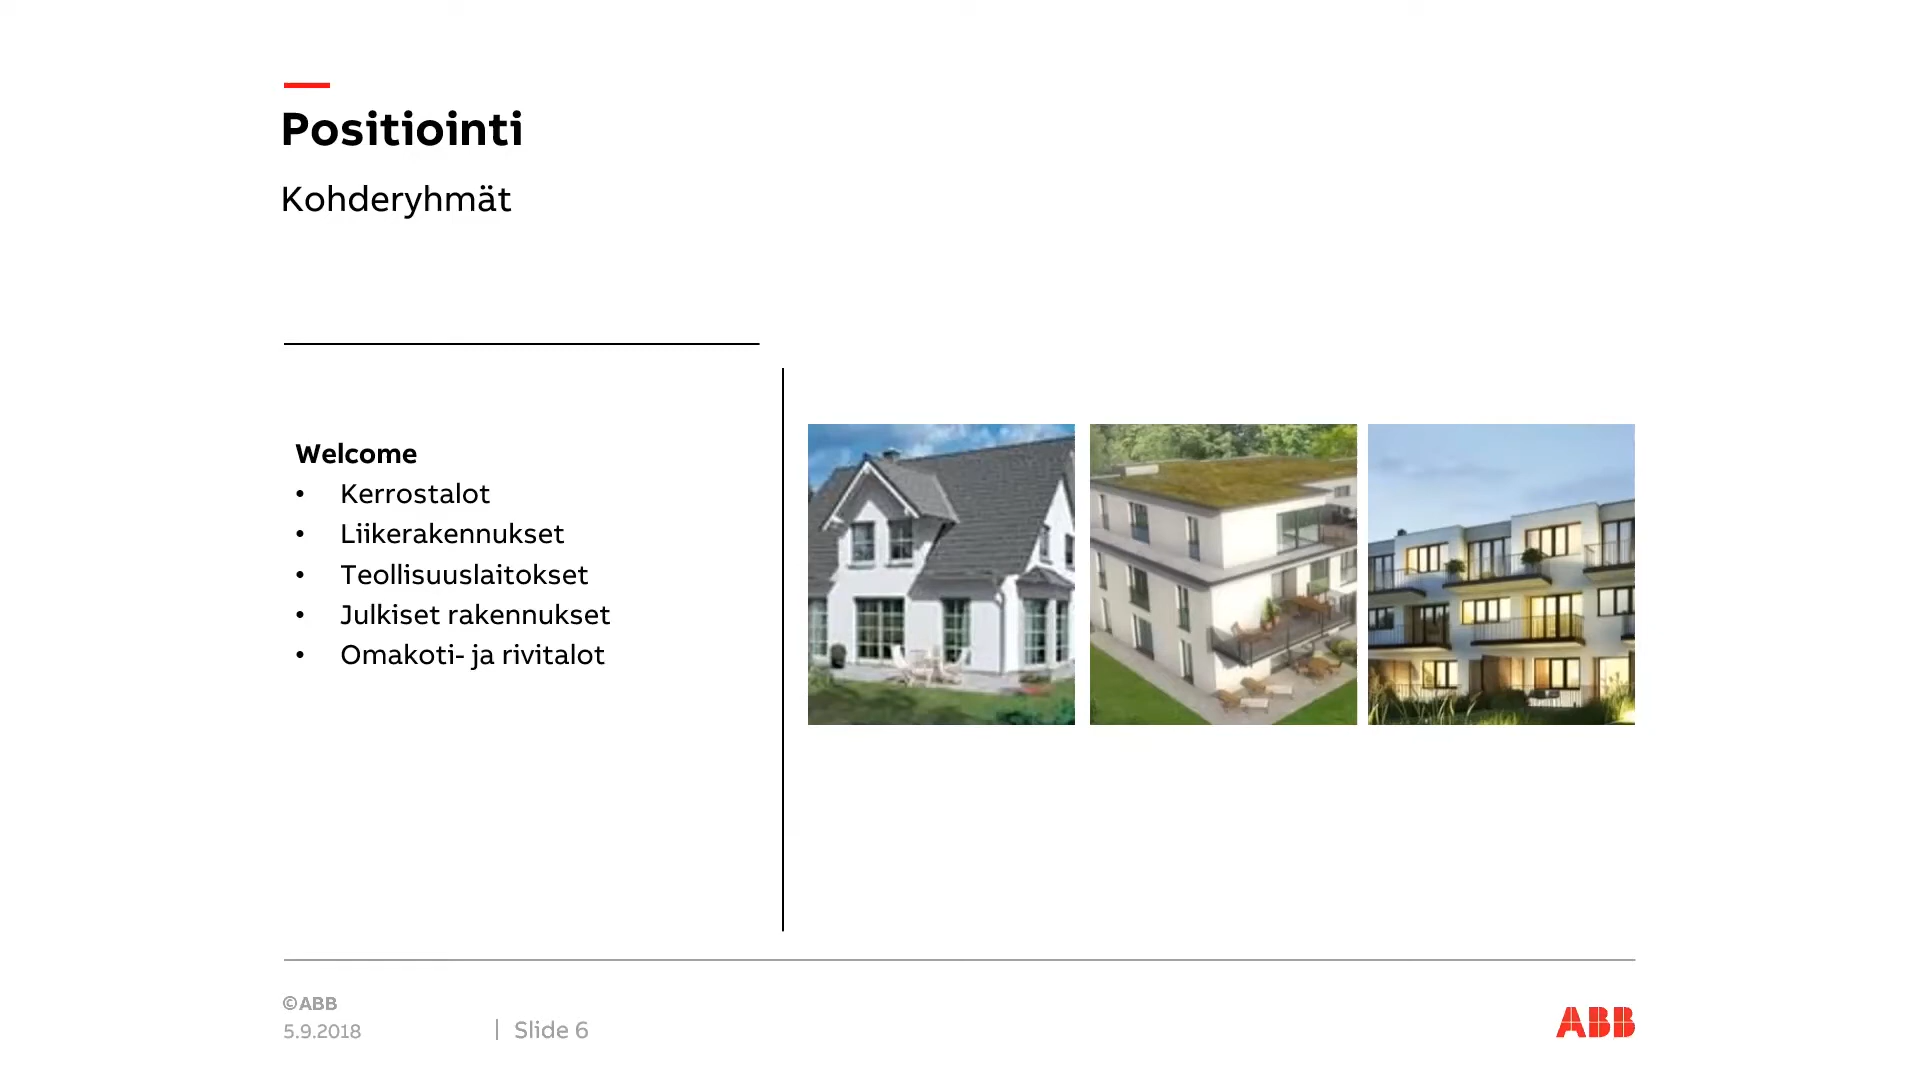 Positiointi
Kohderyhmät
Welcome
• Kerrostalot
• Liikerakennukset
• Teollisuuslaitokset
• Julkiset rakennukset
• Omakoti- ja rivitalot
©ABB
5.9.2018 | Slide 6
ABB